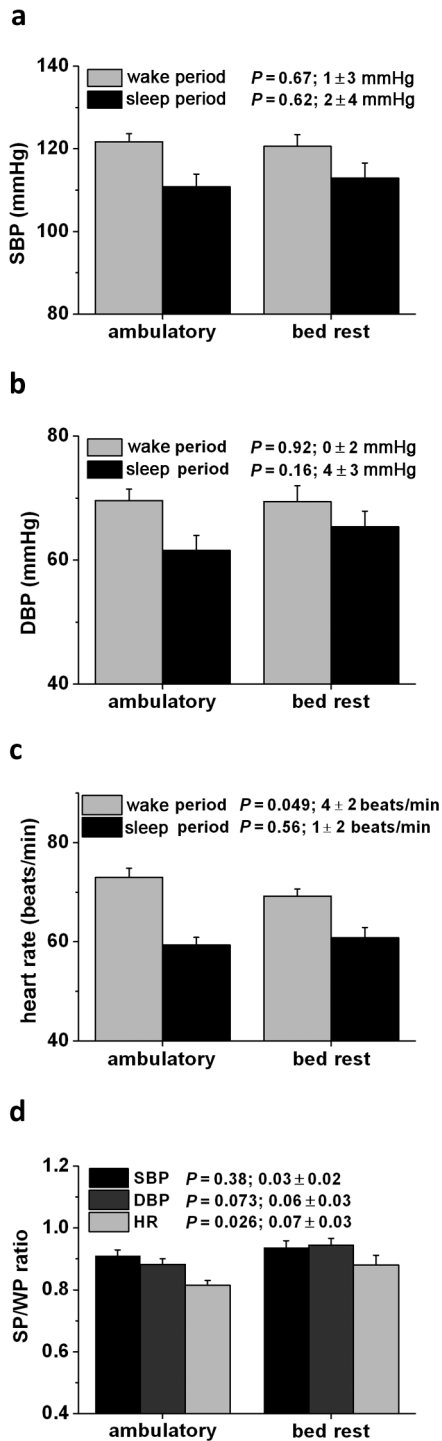 a
140
wake period P = 0.67; 1 ± 3 mmHg
sleep period P = 0.62; 2 ± 4 mmHg
120
SBP (mmHg)
100
80
ambulatory bed rest
b
80
wake period P = 0.92; 0 ± 2 mmHg
sleep period P = 0.16; 4 ± 3 mmHg
60
DBP (mmHg)
40
ambulatory bed rest
c
wake period P = 0.049; 4 ± 2 beats/min
sleep period P = 0.56; 1 ± 2 beats/min
80
heart rate (beats/min)
60
40
ambulatory bed rest
d
1.2
SBP P = 0.38; 0.03 ± 0.02
DBP P = 0.073; 0.06 ± 0.03
HR P = 0.026; 0.07 ± 0.03
1.0
SP/WP ratio
0.8
0.6
0.4
ambulatory bed rest